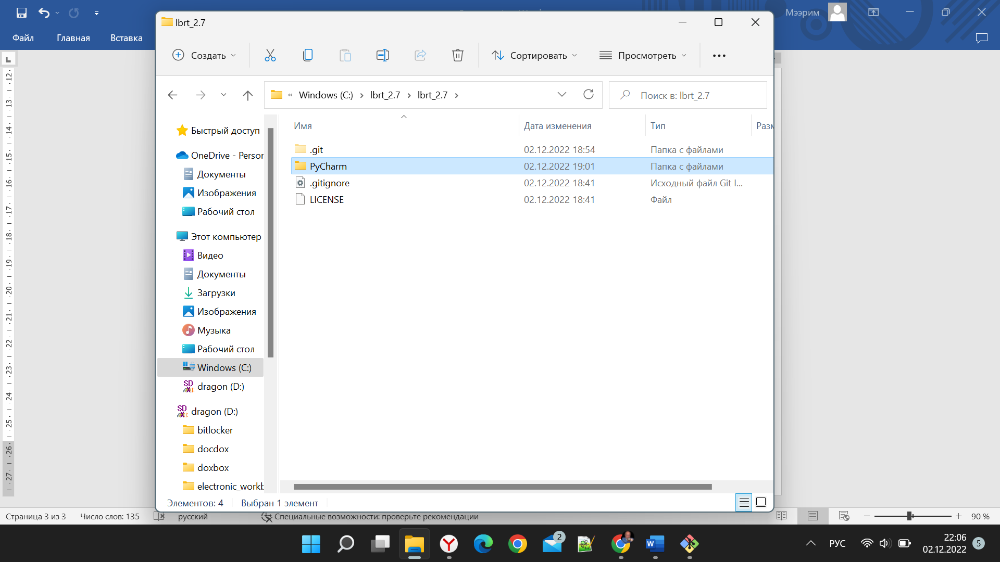 Мээрим
Файл
Главная
Вставка
lbrt_2.7
Создать
Сортировать
Просмотреть
« Windows (C:) › lbrt_2.7 › lbrt_2.7 ›
Поиск в: lbrt_2.7
Имя
Дата изменения
Тип
Разм
.git 02.12.2022 18:54 Папка с файлами
PyCharm 02.12.2022 19:01 Папка с файлами
.gitignore 02.12.2022 18:41 Исходный файл Git I...
LICENSE 02.12.2022 18:41 Файл
Быстрый доступ
OneDrive - Person
Документы
Изображения
Рабочий стол
Этот компьютер
Видео
Документы
Загрузки
Изображения
Музыка
Рабочий стол
Windows (C:)
dragon (D:)
dragon (D:)
bitlocker
docdox
doxbox
electronic_workb
12
13
14
15
16
17
18
19
20
21
22
23
24
25
26
27
Элементов: 4
Выбран 1 элемент
Страница 3 из 3
Число слов: 135
русский
Специальные возможности: проверьте рекомендации
90 %
2
РУС
22:06
02.12.2022
5